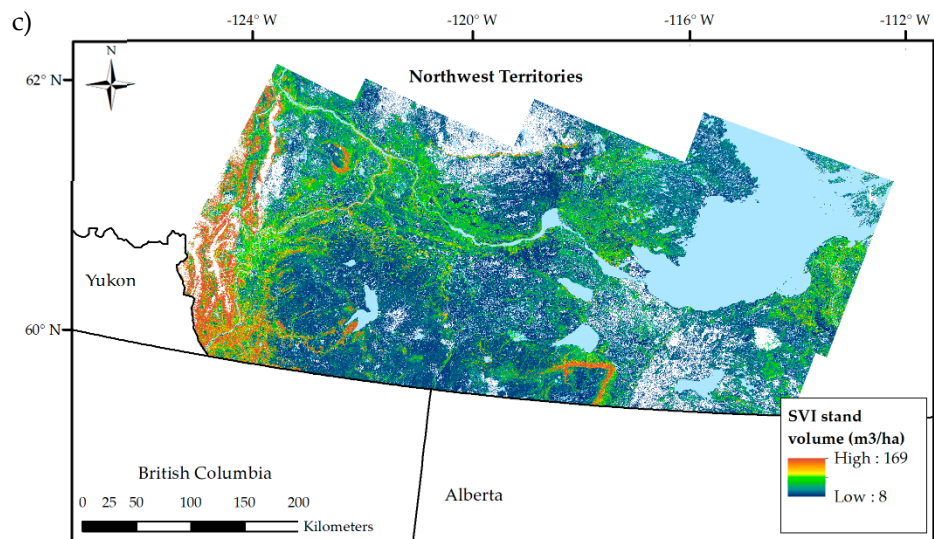 c)
-124° W
-120° W
-116° W
-112° W
N
62° N
Northwest Territories
Yukon
60° N
British Columbia
Alberta
0 25 50 100 150 200
Kilometers
SVI stand
volume (m3/ha)
High : 169
Low : 8